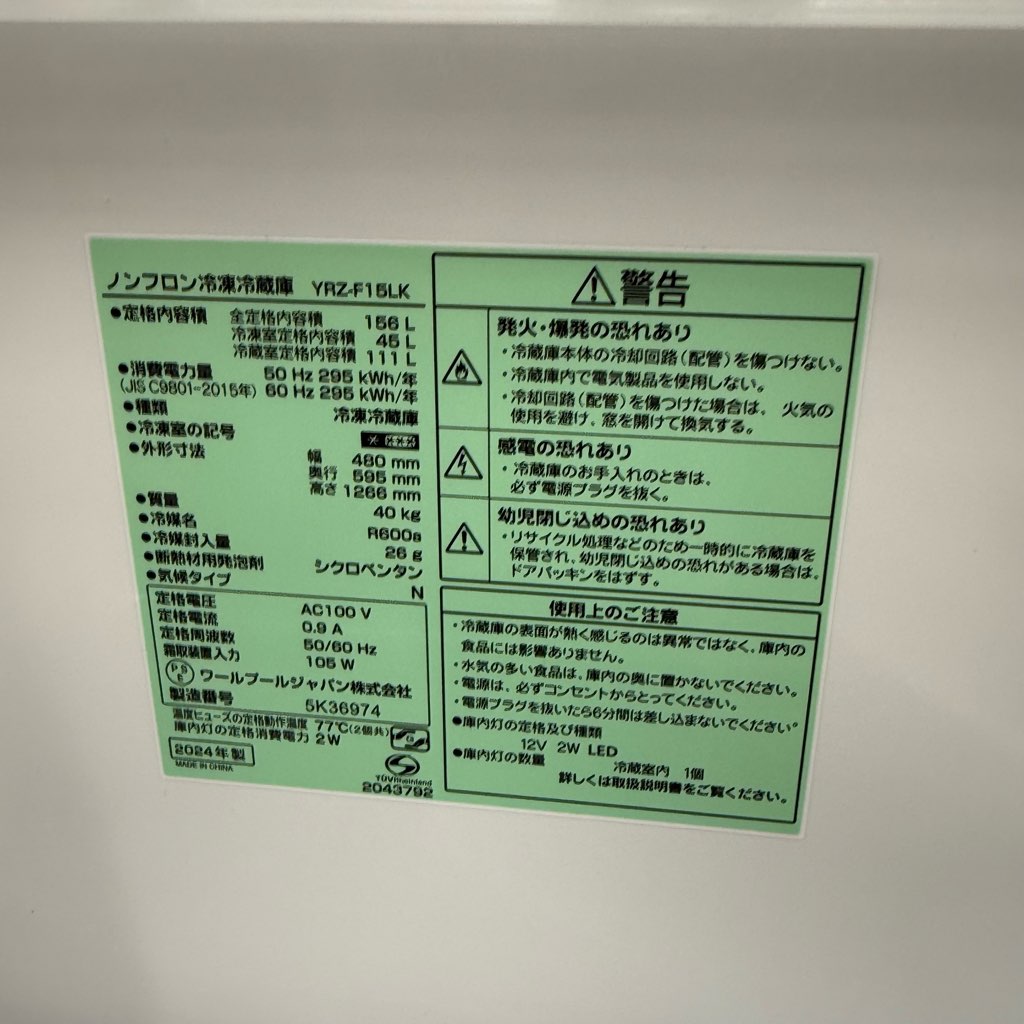 ノンフロン冷凍冷蔵庫 YRZ-F15LK
●定格内容積 全定格内容積 156 L
冷凍室定格内容積 45 L
冷蔵室定格内容積 111 L
●消費電力量 50 Hz 295 kWh/年
(JIS C9801-2015年) 60 Hz 295 kWh/年
●種類 冷凍冷蔵庫
●冷凍室の記号
●外形寸法 幅 480 mm
奥行 595 mm
高さ 1266 mm
●質量 40 kg
●冷媒名 R600a
●冷媒封入量 26 g
●断熱材用発泡剤 シクロペンタン
●気候タイプ N
定格電圧 AC100 V
定格電流 0.9 A
定格周波数 50/60 Hz
霜取装置入力 105 W
PSE ワールプールジャパン株式会社
製造番号 5K36974
温度ヒューズの定格動作温度 77℃(2個共)
庫内灯の定格消費電力 2W
2024年製
MADE IN CHINA
TÜVRheinland
2043792
警告
発火・爆発の恐れあり
・冷蔵庫本体の冷却回路(配管)を傷つけない。
・冷蔵庫内で電気製品を使用しない。
・冷却回路(配管)を傷つけた場合は、火気の
使用を避け、窓を開けて換気する。
感電の恐れあり
・冷蔵庫のお手入れのときは、
必ず電源プラグを抜く。
幼児閉じ込めの恐れあり
・リサイクル処理などのため一時的に冷蔵庫を
保管され、幼児閉じ込めの恐れがある場合は、
ドアパッキンをはずす。
使用上のご注意
・冷蔵庫の表面が熱く感じるのは異常ではなく、庫内の
食品には影響ありません。
・水気の多い食品は、庫内の奥に置かないでください。
・電源は、必ずコンセントからとってください。
・電源プラグを抜いたら6分間は差し込まないでください。
●庫内灯の定格及び種類
12V 2W LED
●庫内灯の数量 冷蔵室内 1個
詳しくは取扱説明書をご覧ください。